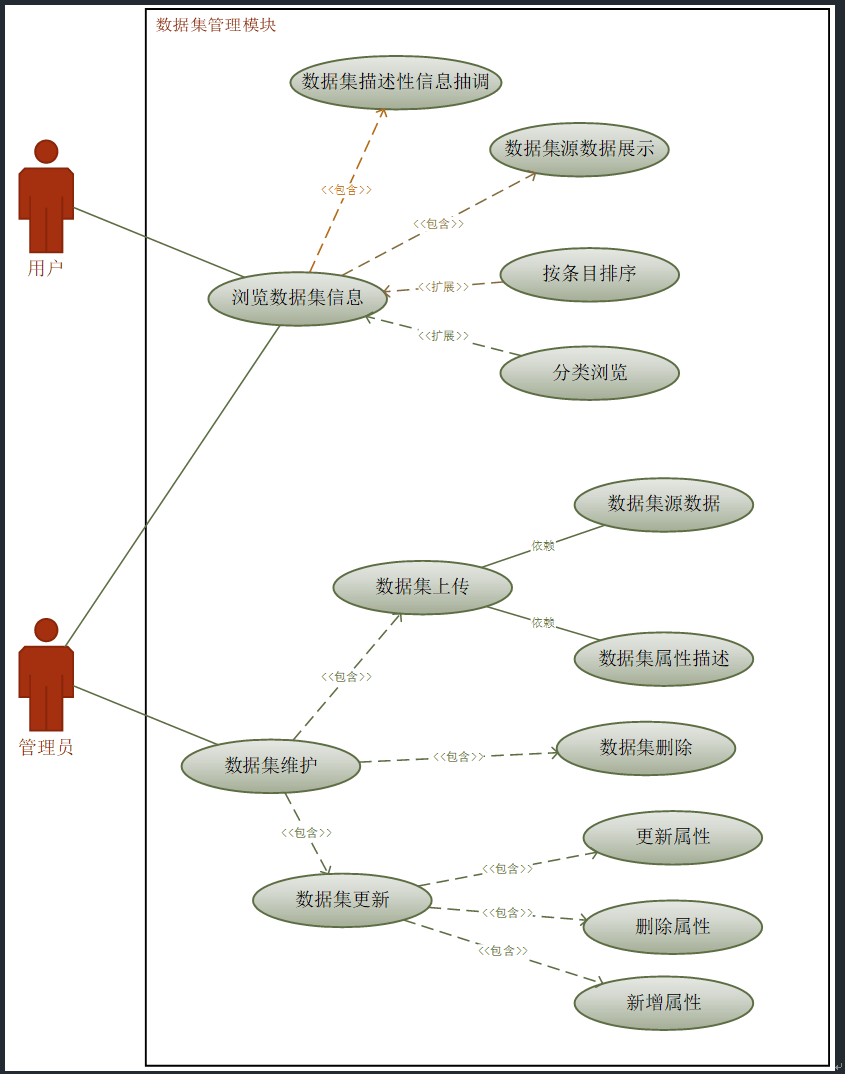 数据集管理模块
数据集描述性信息抽调
数据集源数据展示
<<包含>>
<<包含>>
用户
按条目排序
<<扩展>>
浏览数据集信息
<<扩展>>
分类浏览
数据集源数据
依赖
数据集上传
依赖
数据集属性描述
<<包含>>
管理员
数据集删除
<<包含>>
数据集维护
<<包含>>
更新属性
<<包含>>
数据集更新
<<包含>>
删除属性
<<包含>>
新增属性